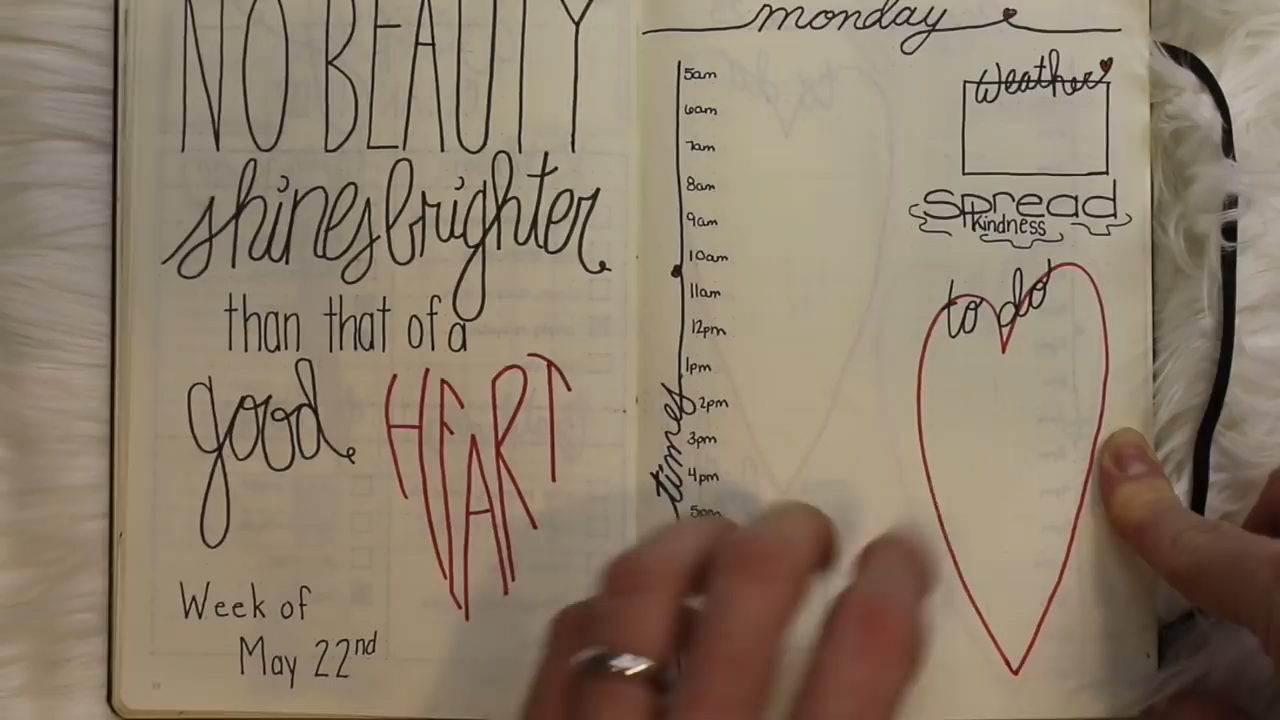 NO BEAUTY
shines brighter
than that of a
good HEART
Week of
May 22nd
monday
5am
6am
7am
8am
9am
10am
11am
12pm
1pm
2pm
3pm
4pm
5pm
times
weather
spread
kindness
to do